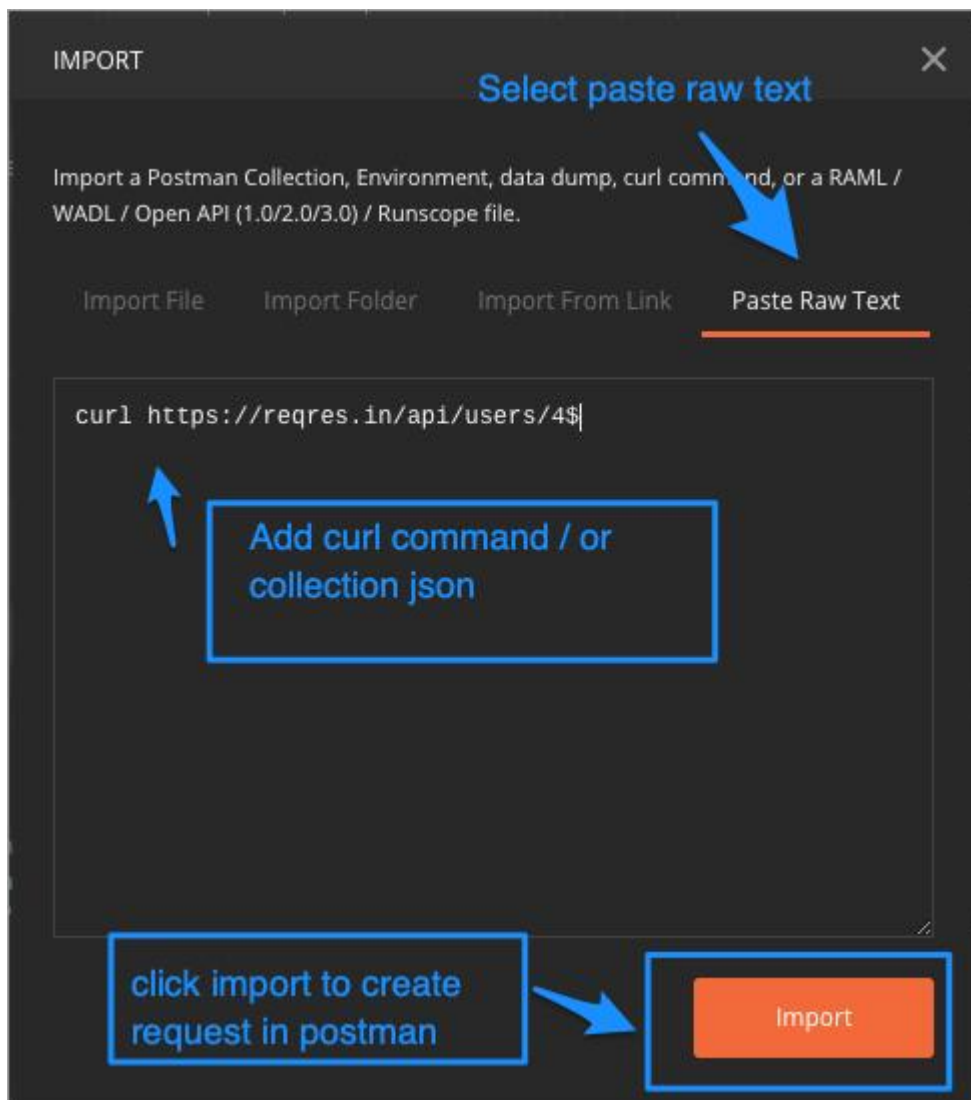 IMPORT
Select paste raw text
Import a Postman Collection, Environment, data dump, curl command, or a RAML /
WADL / Open API (1.0/2.0/3.0) / Runscope file.
Import File Import Folder Import From Link Paste Raw Text
curl https://reqres.in/api/users/4$
Add curl command / or
collection json
click import to create
request in postman
Import